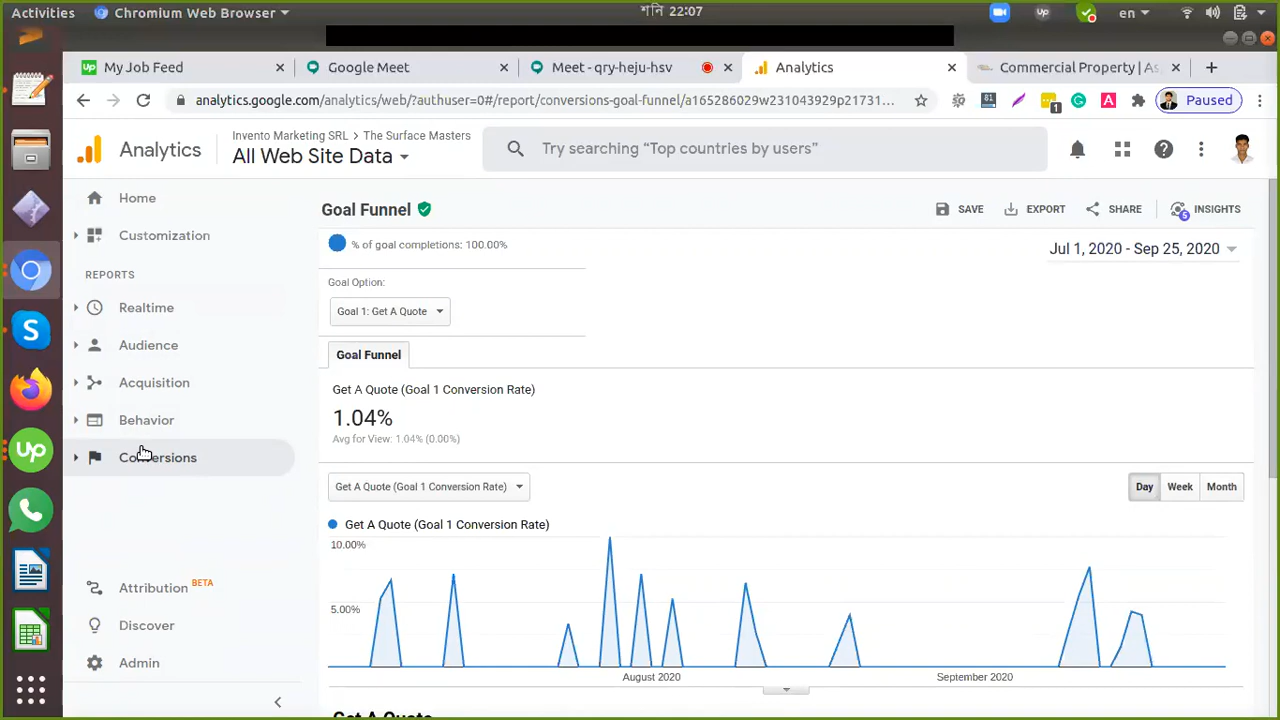 Activities
Chromium Web Browser
শনি 22:07
en
My Job Feed
Google Meet
Meet - qry-heju-hsv
Analytics
Commercial Property | As
analytics.google.com/analytics/web/?authuser=0#/report/conversions-goal-funnel/a165286029w231043929p21731...
81
1
A
Paused
Analytics
Invento Marketing SRL > The Surface Masters
All Web Site Data
Try searching “Top countries by users”
Home
Customization
REPORTS
Realtime
Audience
Acquisition
Behavior
Conversions
Attribution BETA
Discover
Admin
Goal Funnel
SAVE
EXPORT
SHARE
5
INSIGHTS
% of goal completions: 100.00%
Jul 1, 2020 - Sep 25, 2020
Goal Option:
Goal 1: Get A Quote
Goal Funnel
Get A Quote (Goal 1 Conversion Rate)
1.04%
Avg for View: 1.04% (0.00%)
Get A Quote (Goal 1 Conversion Rate)
Day
Week
Month
Get A Quote (Goal 1 Conversion Rate)
10.00%
5.00%
August 2020
September 2020
Get A Quote